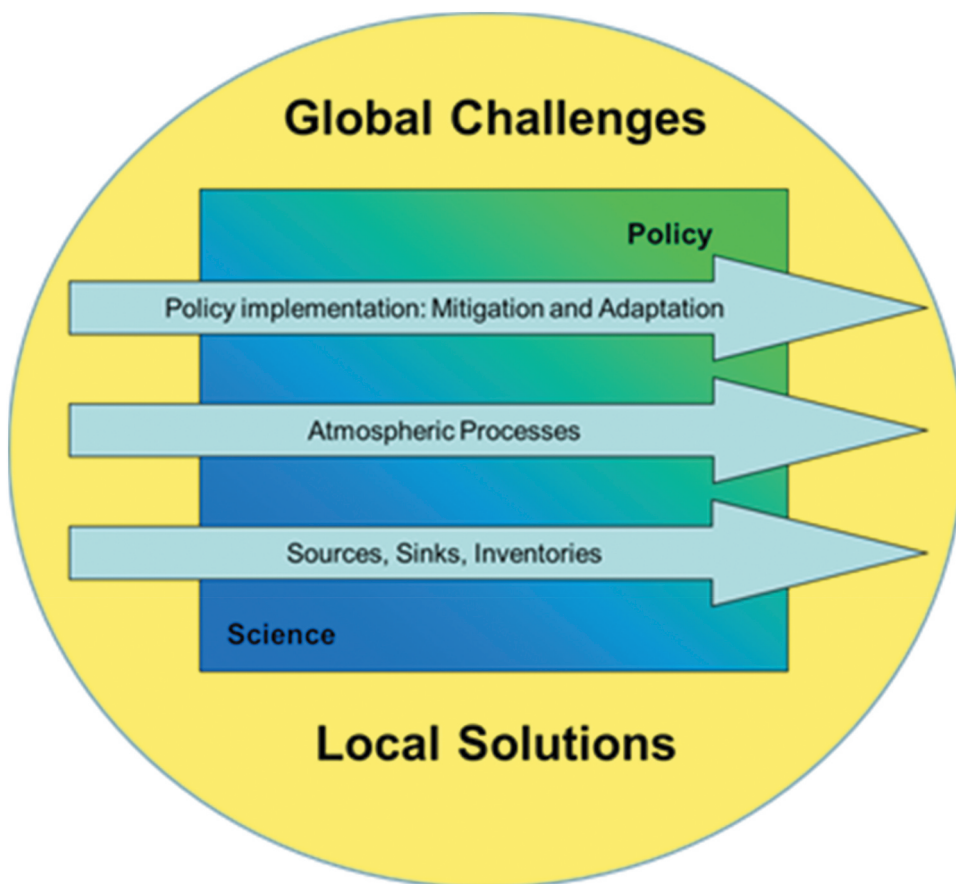 Global Challenges
Policy
Policy implementation: Mitigation and Adaptation
Atmospheric Processes
Sources, Sinks, Inventories
Science
Local Solutions